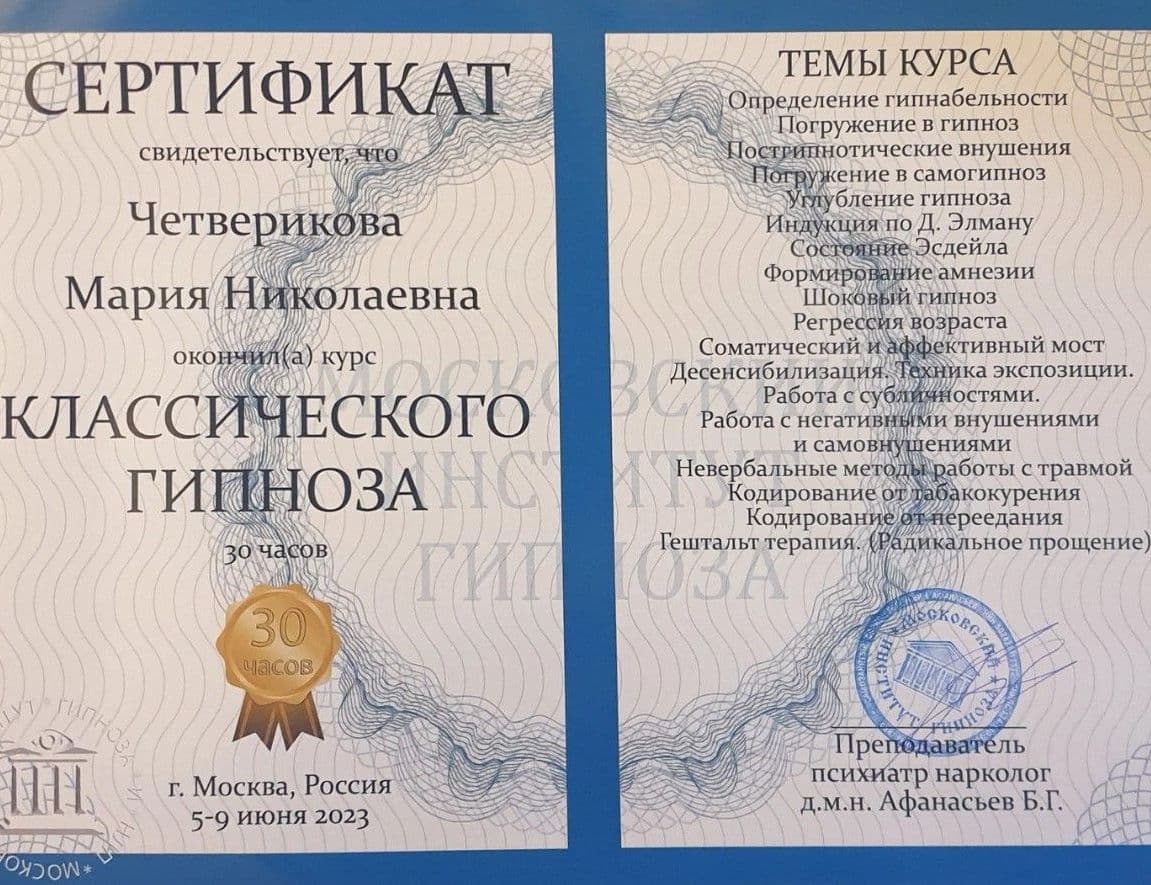 СЕРТИФИКАТ
свидетельствует, что
Четверикова
Мария Николаевна
окончил(а) курс
КЛАССИЧЕСКОГО
ГИПНОЗА
30 часов
30
часов
г. Москва, Россия
5-9 июня 2023
МОСКОВСКИЙ
ИНСТИТУТ
ГИПНОЗА
ТЕМЫ КУРСА
Определение гипнабельности
Погружение в гипноз
Постгипнотические внушения
Погружение в самогипноз
Углубление гипноза
Индукция по Д. Элману
Состояние Эсдейла
Формирование амнезии
Шоковый гипноз
Регрессия возраста
Соматический и аффективный мост
Десенсибилизация. Техника экспозиции.
Работа с субличностями.
Работа с негативными внушениями
и самовнушениями
Невербальные методы работы с травмой
Кодирование от табакокурения
Кодирование от переедания
Гештальт терапия. (Радикальное прощение)
МОСКОВСКИЙ
ИНСТИТУТ ГИПНОЗА
Преподаватель
психиатр нарколог
д.м.н. Афанасьев Б.Г.